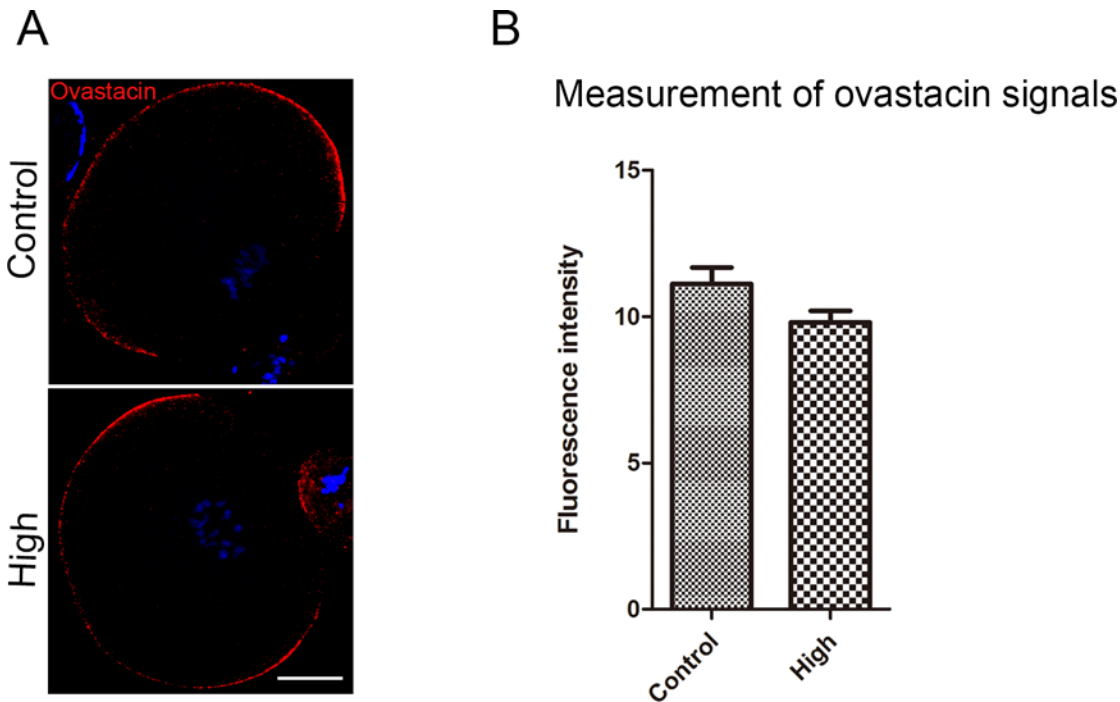 A
Ovastacin
Control
High
B
Measurement of ovastacin signals
Fluorescence intensity
15
10
5
0
Control
High